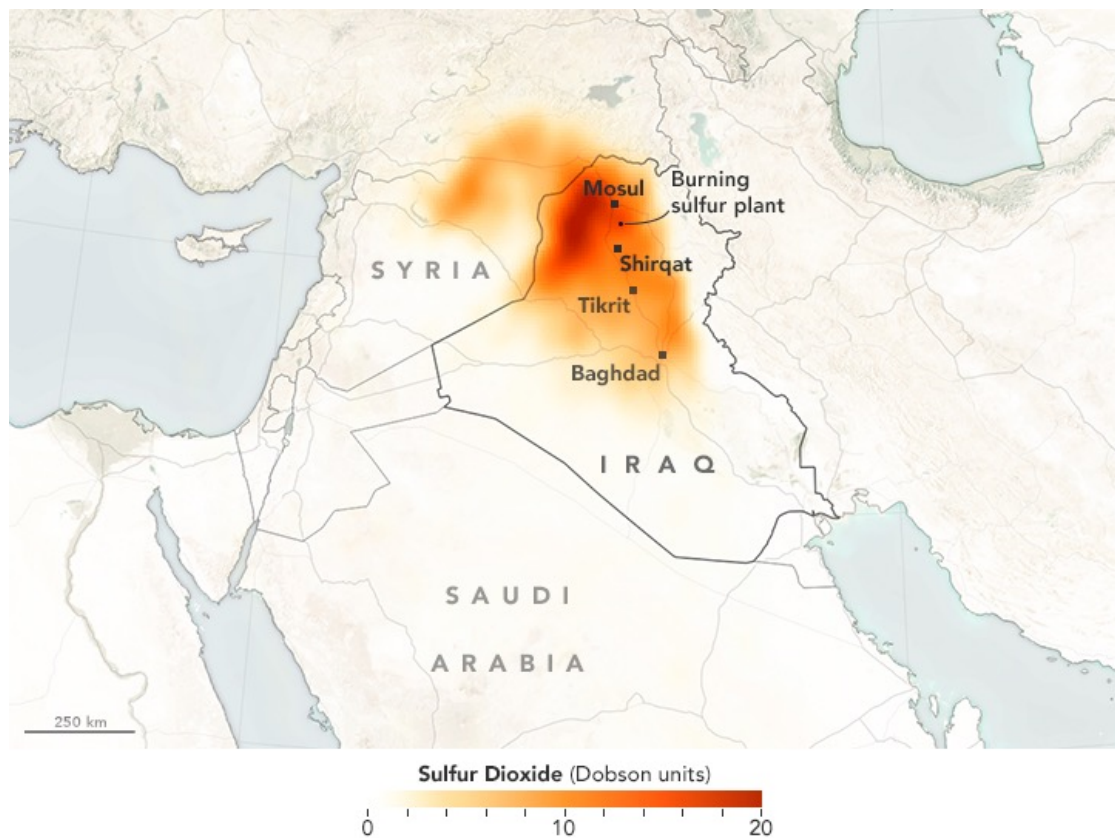 Mosul
Burning
sulfur plant
SYRIA
Shirqat
Tikrit
Baghdad
IRAQ
SAUDI
ARABIA
250 km
Sulfur Dioxide (Dobson units)
0 10 20